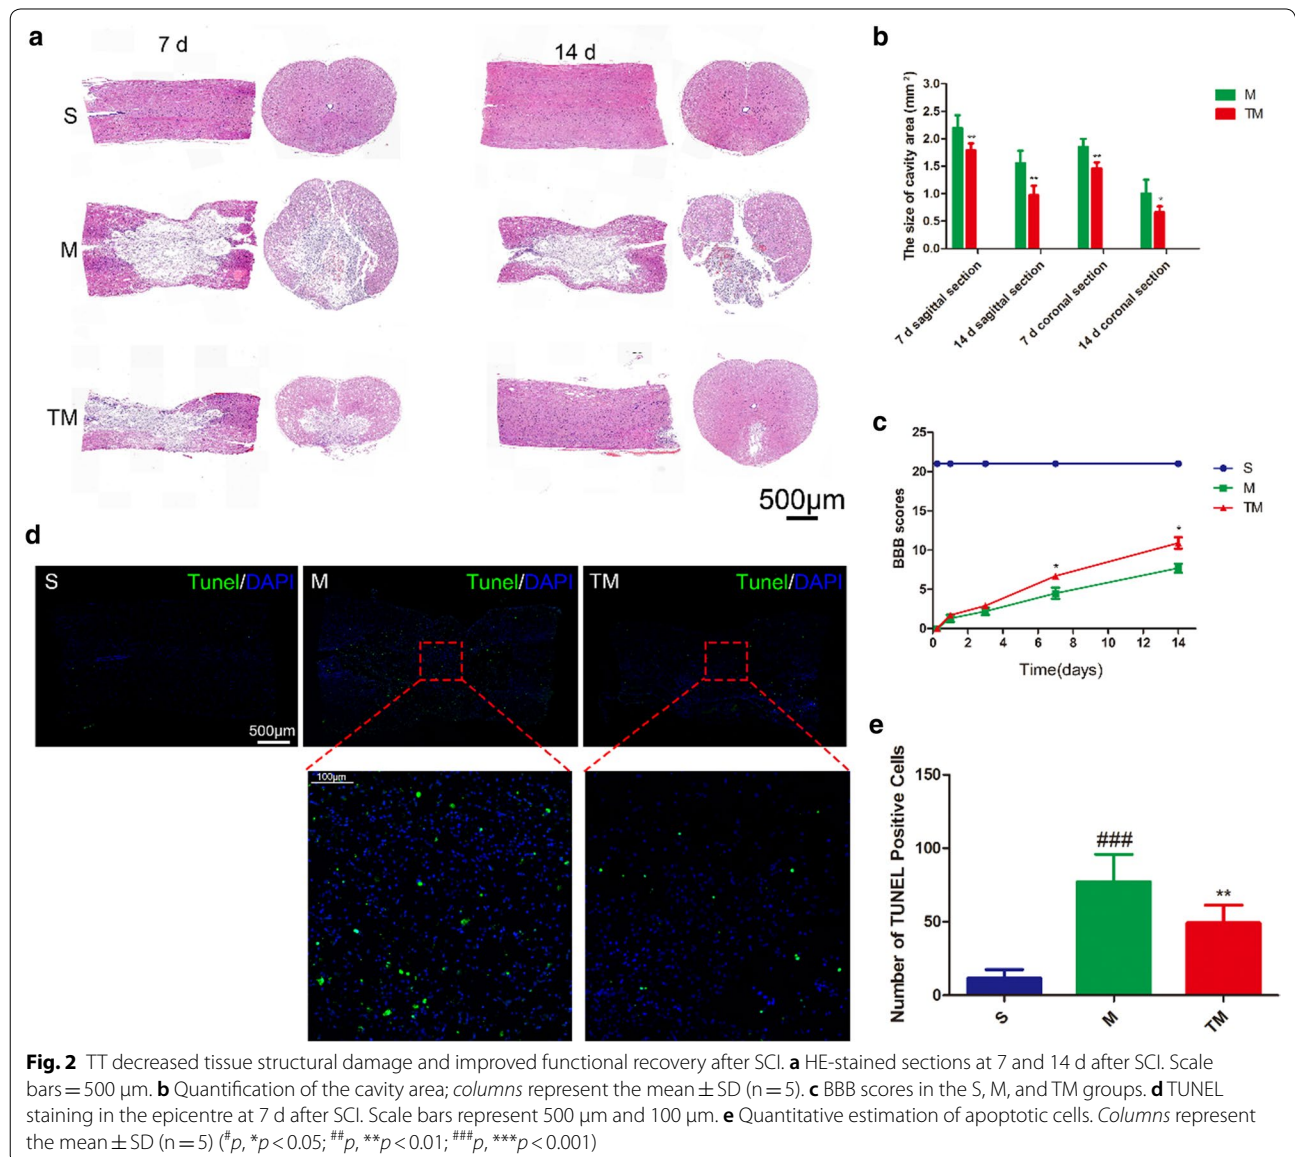 a
7 d
14 d
S
M
TM
500µm
b
The size of cavity area (mm²)
3.0
2.5
2.0
1.5
1.0
0.5
0.0
**
**
**
*
7 d sagittal section
14 d sagittal section
7 d coronal section
14 d coronal section
M
TM
c
BBB scores
25
20
15
10
5
0
*
*
0 2 4 6 8 10 12 14
Time(days)
S
M
TM
d
S Tunel/DAPI
M Tunel/DAPI
TM Tunel/DAPI
500µm
100µm
e
Number of TUNEL Positive Cells
150
100
50
0
###
**
S
M
TM
Fig. 2 TT decreased tissue structural damage and improved functional recovery after SCI. a HE-stained sections at 7 and 14 d after SCI. Scale
bars = 500 µm. b Quantification of the cavity area; columns represent the mean ± SD (n = 5). c BBB scores in the S, M, and TM groups. d TUNEL
staining in the epicentre at 7 d after SCI. Scale bars represent 500 µm and 100 µm. e Quantitative estimation of apoptotic cells. Columns represent
the mean ± SD (n = 5) (#p, *p < 0.05; ##p, **p < 0.01; ###p, ***p < 0.001)